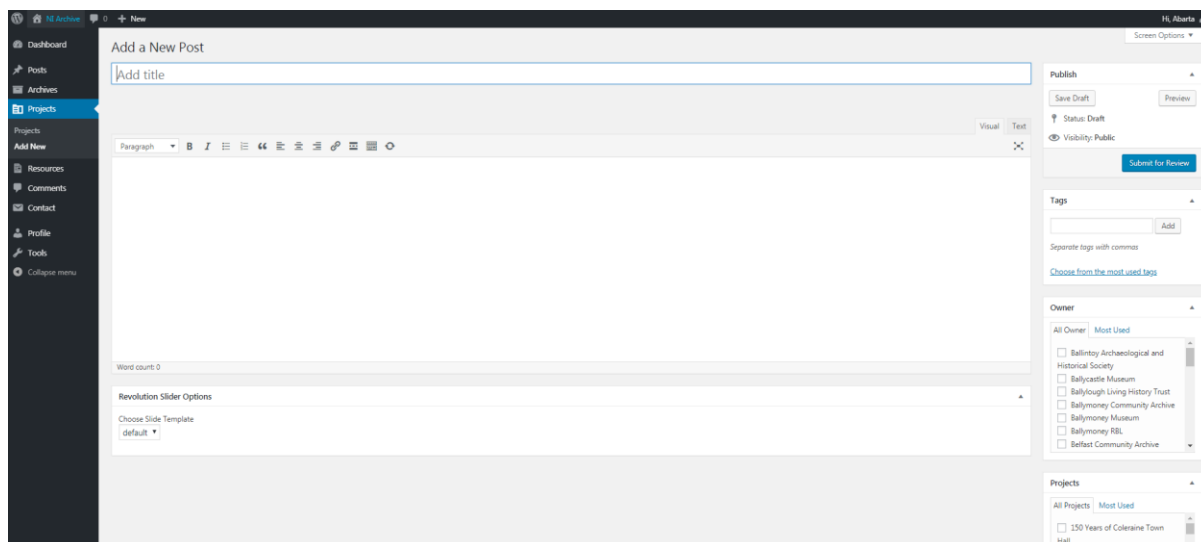 NI Archive 0 + New Hi, Abarta
Screen Options ▼
Dashboard
Posts
Archives
Projects
Projects
Add New
Resources
Comments
Contact
Profile
Tools
Collapse menu
Add a New Post
Add title
Visual Text
Paragraph B I
Word count: 0
Revolution Slider Options
Choose Slide Template
default
Publish
Save Draft Preview
Status: Draft
Visibility: Public
Submit for Review
Tags
Add
Separate tags with commas
Choose from the most used tags
Owner
All Owner Most Used
Ballintoy Archaeological and
Historical Society
Ballycastle Museum
Ballylough Living History Trust
Ballymoney Community Archive
Ballymoney Museum
Ballymoney RBL
Belfast Community Archive
Projects
All Projects Most Used
150 Years of Coleraine Town
Hall